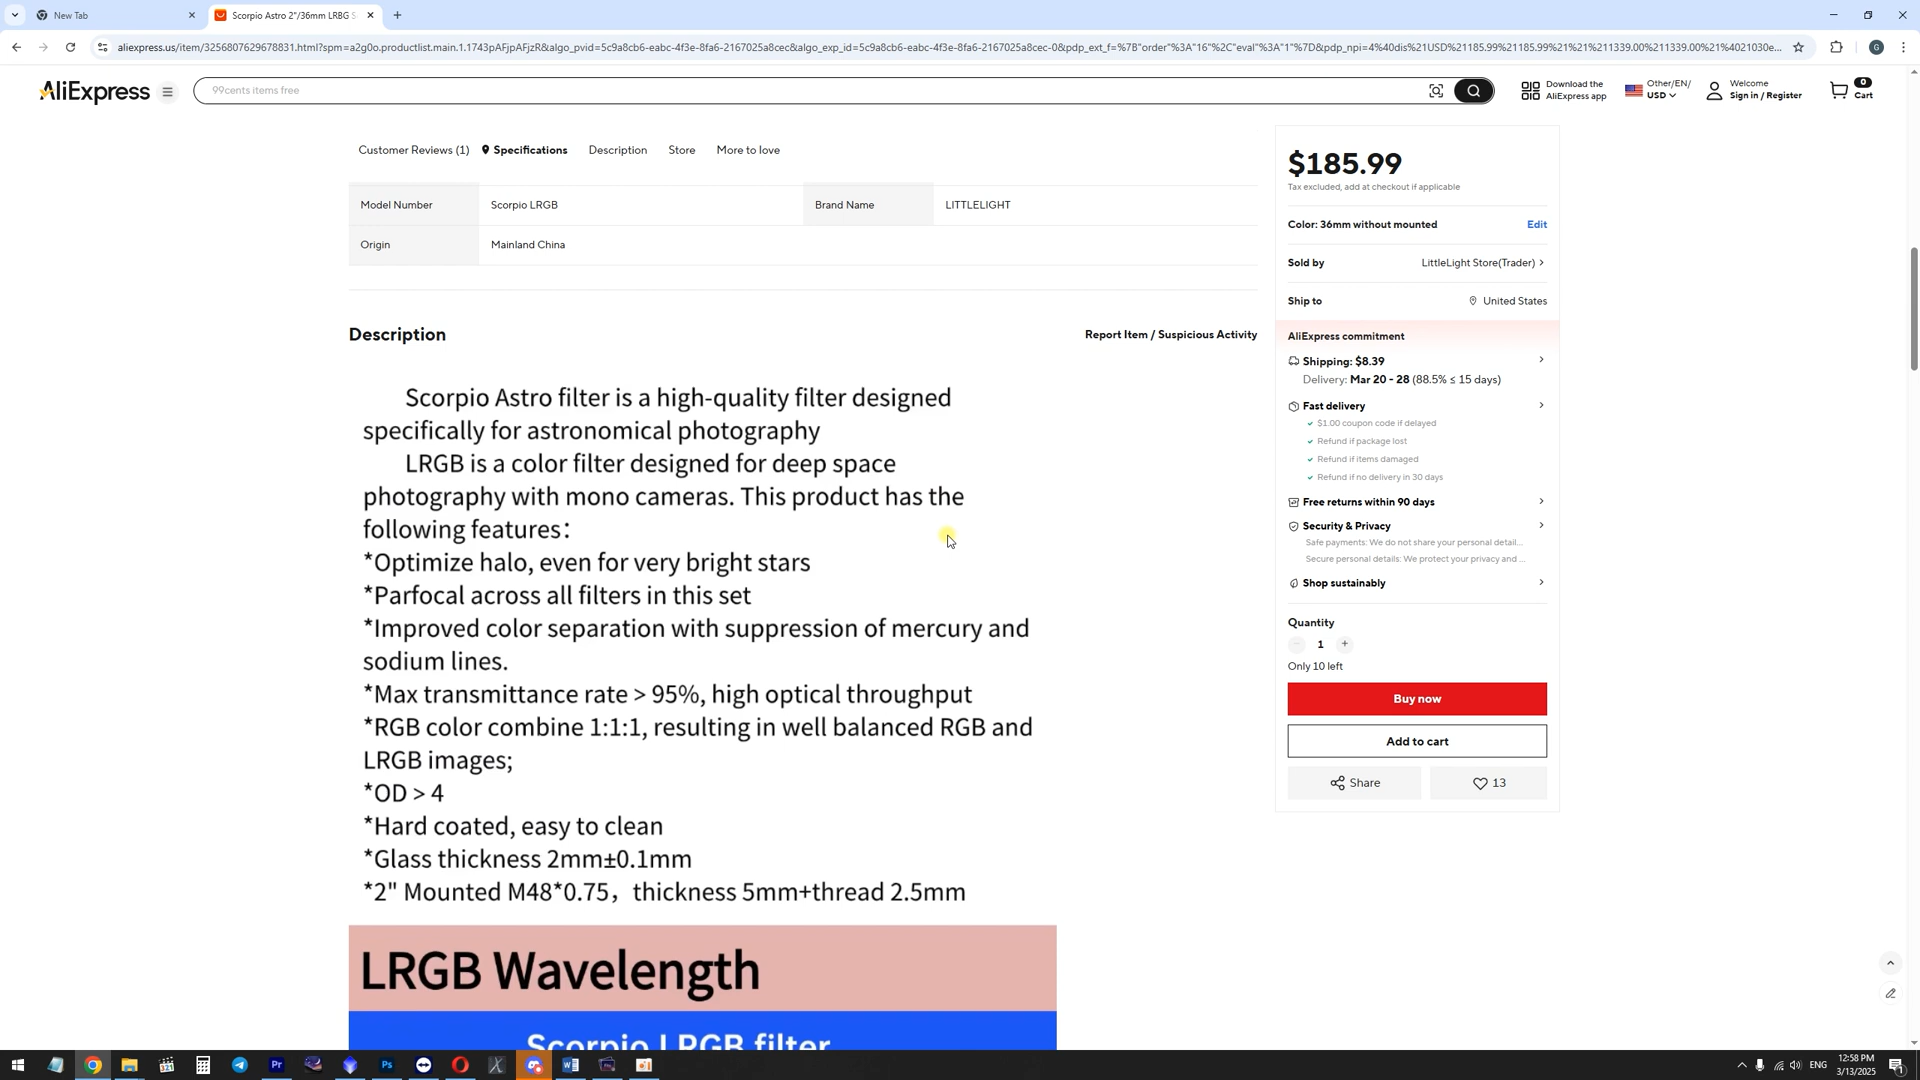 New Tab
Scorpio Astro 2"/36mm LRBG S
aliexpress.us/item/3256807629678831.html?spm=a2g0o.productlist.main.1.1743pAFjpAFjzR&algo_pvid=5c9a8cb6-eabc-4f3e-8fa6-2167025a8cec&algo_exp_id=5c9a8cb6-eabc-4f3e-8fa6-2167025a8cec-0&pdp_ext_f=%7B"order"%3A"16"%2C"eval"%3A"1"%7D&pdp_npi=4%40dis%21USD%21185.99%21185.99%21%21%211339.00%211339.00%21%4021030e...
G
AliExpress
99cents items free
Download the
AliExpress app
Other/EN/
USD
Welcome
Sign in / Register
0
Cart
Customer Reviews (1)
Specifications
Description
Store
More to love
Model Number
Scorpio LRGB
Brand Name
LITTLELIGHT
Origin
Mainland China
Description
Report Item / Suspicious Activity
Scorpio Astro filter is a high-quality filter designed
specifically for astronomical photography
LRGB is a color filter designed for deep space
photography with mono cameras. This product has the
following features：
*Optimize halo, even for very bright stars
*Parfocal across all filters in this set
*Improved color separation with suppression of mercury and
sodium lines.
*Max transmittance rate > 95%, high optical throughput
*RGB color combine 1:1:1, resulting in well balanced RGB and
LRGB images;
*OD > 4
*Hard coated, easy to clean
*Glass thickness 2mm±0.1mm
*2" Mounted M48*0.75，thickness 5mm+thread 2.5mm
LRGB Wavelength
Scorpio LRGB filter
$185.99
Tax excluded, add at checkout if applicable
Color: 36mm without mounted
Edit
Sold by
LittleLight Store(Trader)
Ship to
United States
AliExpress commitment
Shipping: $8.39
Delivery: Mar 20 - 28 (88.5% ≤ 15 days)
Fast delivery
$1.00 coupon code if delayed
Refund if package lost
Refund if items damaged
Refund if no delivery in 30 days
Free returns within 90 days
Security & Privacy
Safe payments: We do not share your personal detail...
Secure personal details: We protect your privacy and ...
Shop sustainably
Quantity
1
Only 10 left
Buy now
Add to cart
Share
13
321
Pr
Ps
ENG
12:58 PM
3/13/2025